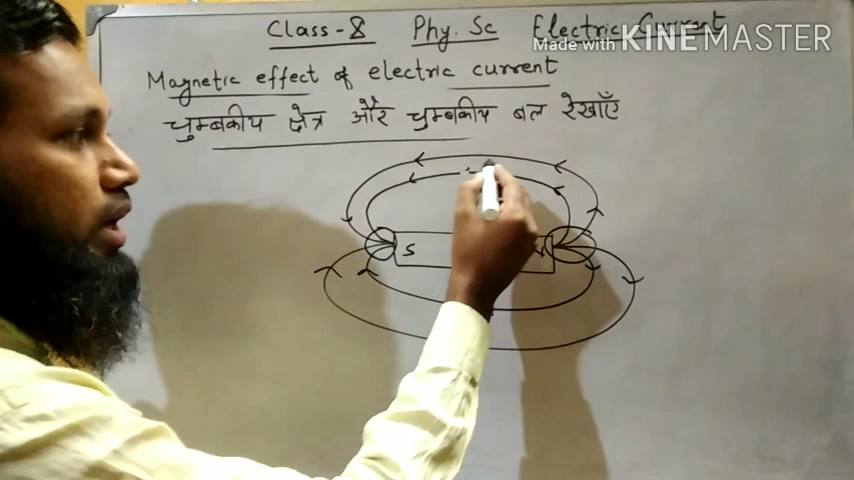 Class-8 Phy. Sc Electric Current
Made with KINEMASTER
Magnetic effect of electric current
चुम्बकीय क्षेत्र और चुम्बकीय बल रेखाएँ
S